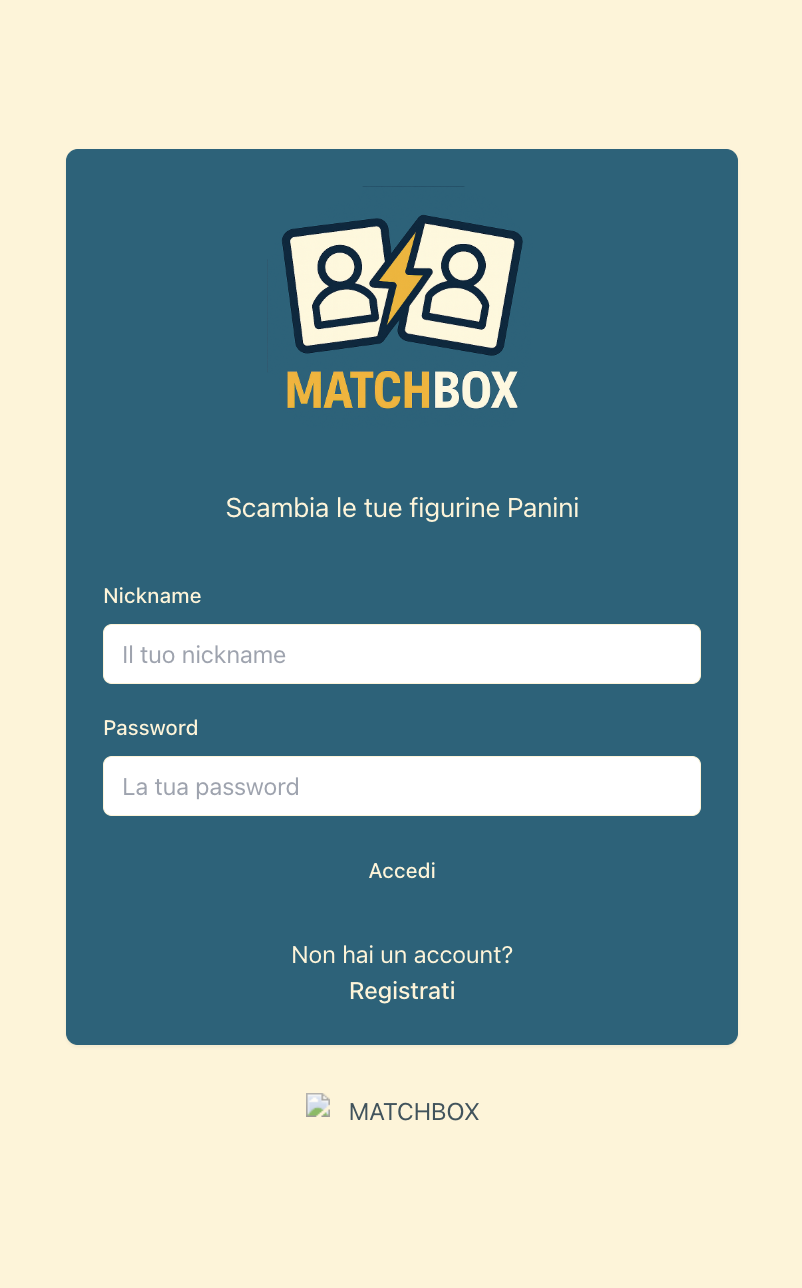 MATCHBOX
Scambia le tue figurine Panini
Nickname
Il tuo nickname
Password
La tua password
Accedi
Non hai un account?
Registrati
MATCHBOX